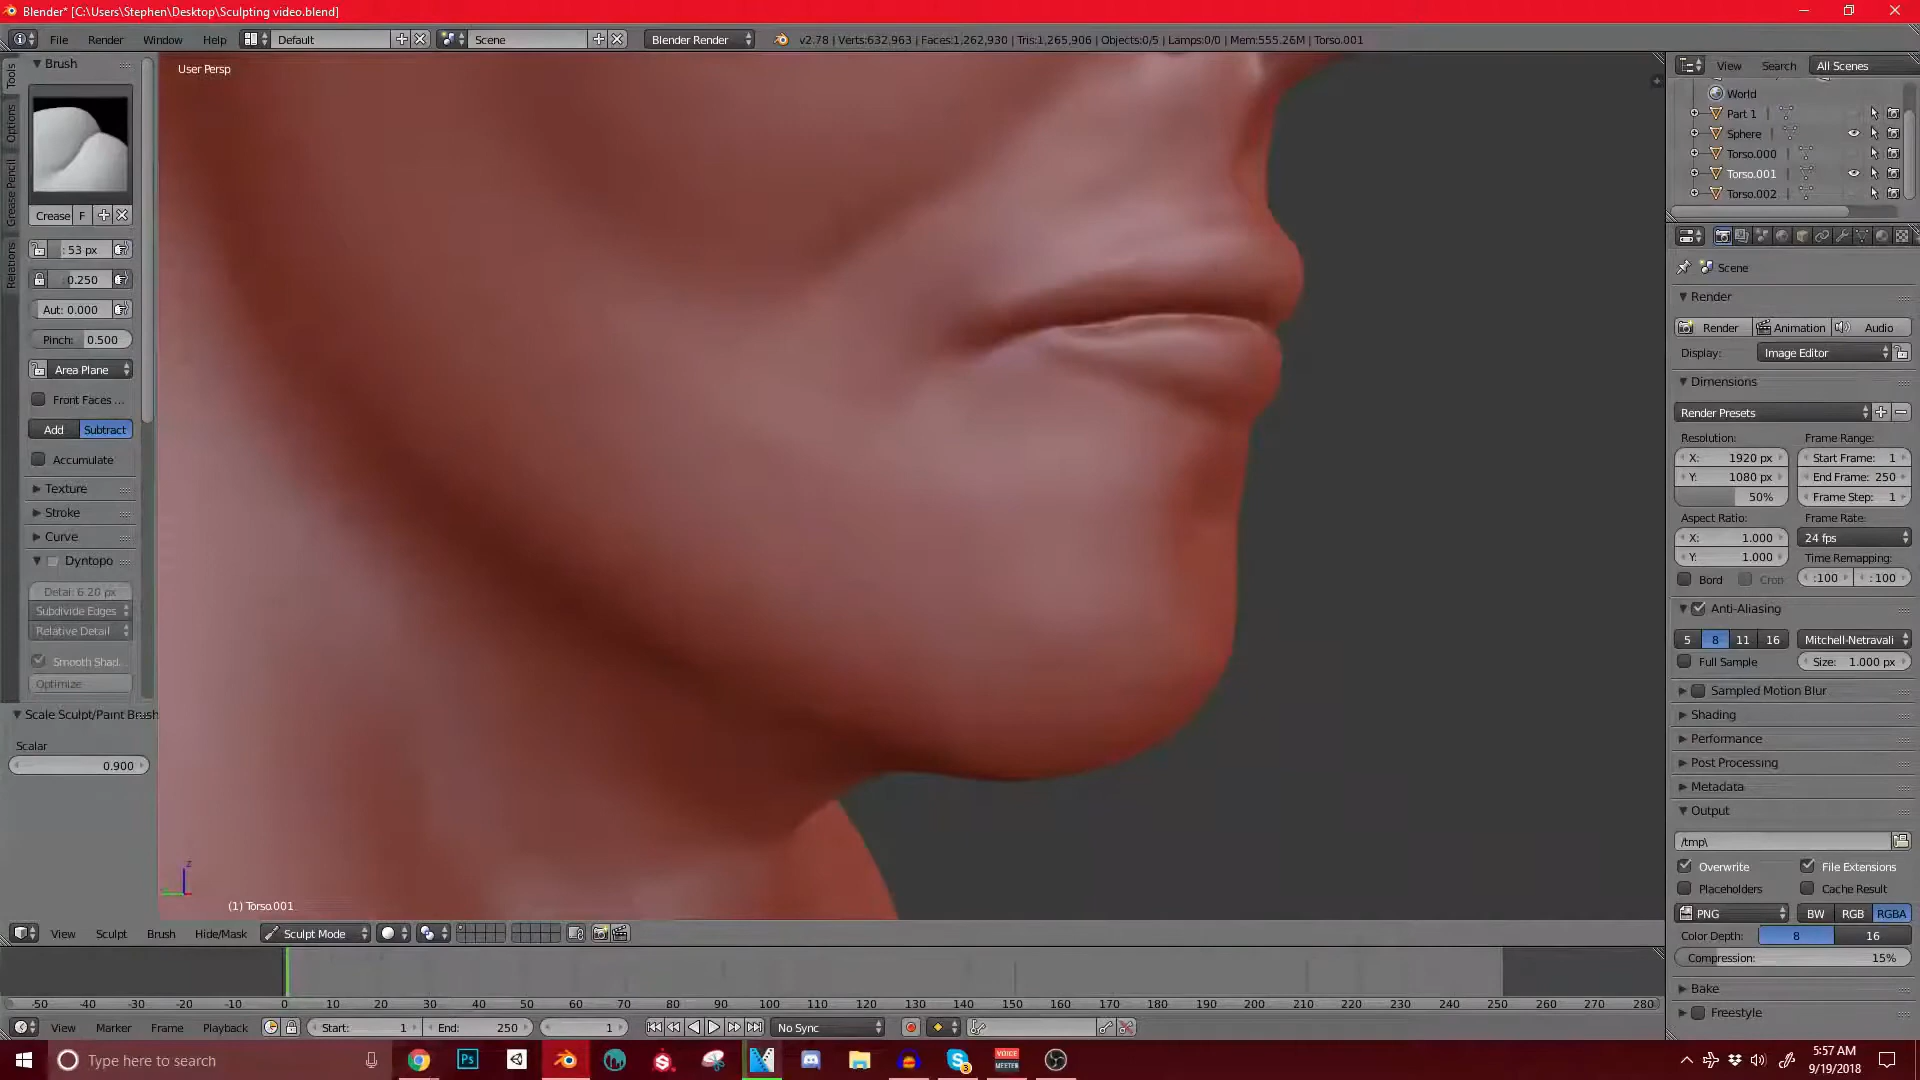 Blender* [C:\Users\Stephen\Desktop\Sculpting video.blend]
File Render Window Help Default Scene Blender Render v2.78 | Verts:632,963 | Faces:1,262,930 | Tris:1,265,906 | Objects:0/5 | Lamps:0/0 | Mem:555.26M | Torso.001
Tools
Options
Grease Pencil
Relations
Brush
Crease F
: 53 px
0.250
Aut: 0.000
Pinch: 0.500
Area Plane
Front Faces ...
Add Subtract
Accumulate
Texture
Stroke
Curve
Dyntopo
Detai: 6.20 px
Subdivide Edges
Relative Detail
Smooth Shad..
Optimize
Scale Sculpt/Paint Brush
Scalar
0.900
User Persp
(1) Torso.001
View Sculpt Brush Hide/Mask Sculpt Mode
-50 -40 -30 -20 -10 0 10 20 30 40 50 60 70 80 90 100 110 120 130 140 150 160 170 180 190 200 210 220 230 240 250 260 270 280
View Marker Frame Playback Start: 1 End: 250 1 No Sync
View Search All Scenes
World
Part 1
Sphere
Torso.000
Torso.001
Torso.002
Scene
Render
Render Animation Audio
Display: Image Editor
Dimensions
Render Presets
Resolution: Frame Range:
X: 1920 px Start Frame: 1
Y: 1080 px End Frame: 250
50% Frame Step: 1
Aspect Ratio: Frame Rate:
X: 1.000 24 fps
Y: 1.000 Time Remapping:
Bord Crop :100 : 100
Anti-Aliasing
5 8 11 16 Mitchell-Netravali
Full Sample Size: 1.000 px
Sampled Motion Blur
Shading
Performance
Post Processing
Metadata
Output
/tmp\
Overwrite File Extensions
Placeholders Cache Result
PNG BW RGB RGBA
Color Depth: 8 16
Compression: 15%
Bake
Freestyle
Type here to search
Ps
VOICE
MEETER
3
5:57 AM
9/19/2018